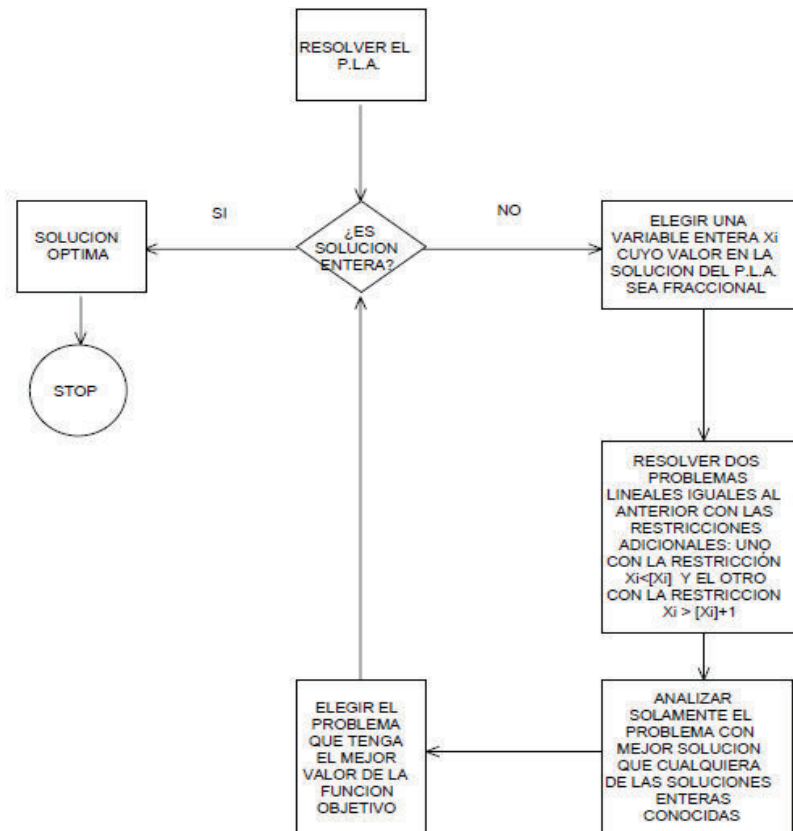 RESOLVER EL
P.L.A.
SI
NO
SOLUCION
OPTIMA
¿ES
SOLUCION
ENTERA?
ELEGIR UNA
VARIABLE ENTERA Xi
CUYO VALOR EN LA
SOLUCION DEL P.L.A.
SEA FRACCIONAL
STOP
RESOLVER DOS
PROBLEMAS
LINEALES IGUALES AL
ANTERIOR CON LAS
RESTRICCIONES
ADICIONALES: UNO
CON LA RESTRICCIÓN
Xi<[Xi] Y EL OTRO
CON LA RESTRICCION
Xi > [Xi]+1
ANALIZAR
SOLAMENTE EL
PROBLEMA CON
MEJOR SOLUCION
QUE CUALQUIERA
DE LAS SOLUCIONES
ENTERAS
CONOCIDAS
ELEGIR EL
PROBLEMA
QUE TENGA
EL MEJOR
VALOR DE LA
FUNCION
OBJETIVO